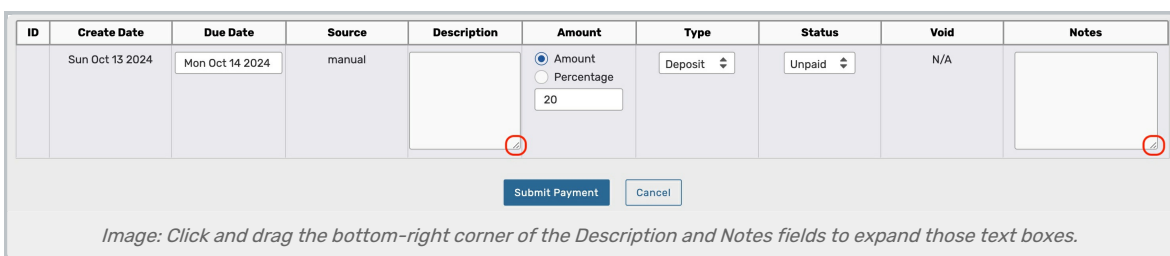 ID Create Date Due Date Source Description Amount Type Status Void Notes
Sun Oct 13 2024 Mon Oct 14 2024 manual Amount Deposit Unpaid N/A
Percentage
20
Submit Payment Cancel
Image: Click and drag the bottom-right corner of the Description and Notes fields to expand those text boxes.